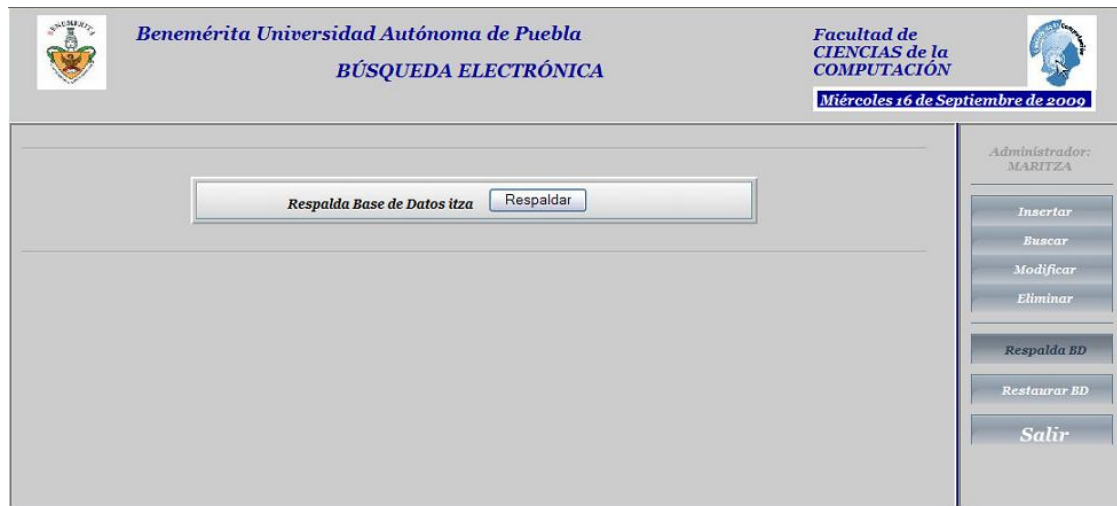 BENEMERITA
Benemérita Universidad Autónoma de Puebla
BÚSQUEDA ELECTRÓNICA
Facultad de
CIENCIAS de la
COMPUTACIÓN
Miércoles 16 de Septiembre de 2009
Respalda Base de Datos itza
Respaldar
Administrador:
MARITZA
Insertar
Buscar
Modificar
Eliminar
Respalda BD
Restaurar BD
Salir